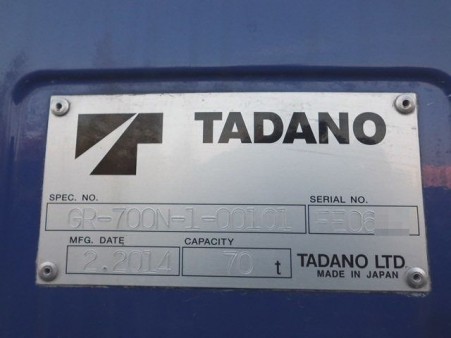 TADANO
SPEC. NO. SERIAL NO.
GR-700N-1-00101
MFG. DATE CAPACITY
2.2014 70 t TADANO LTD.
MADE IN JAPAN